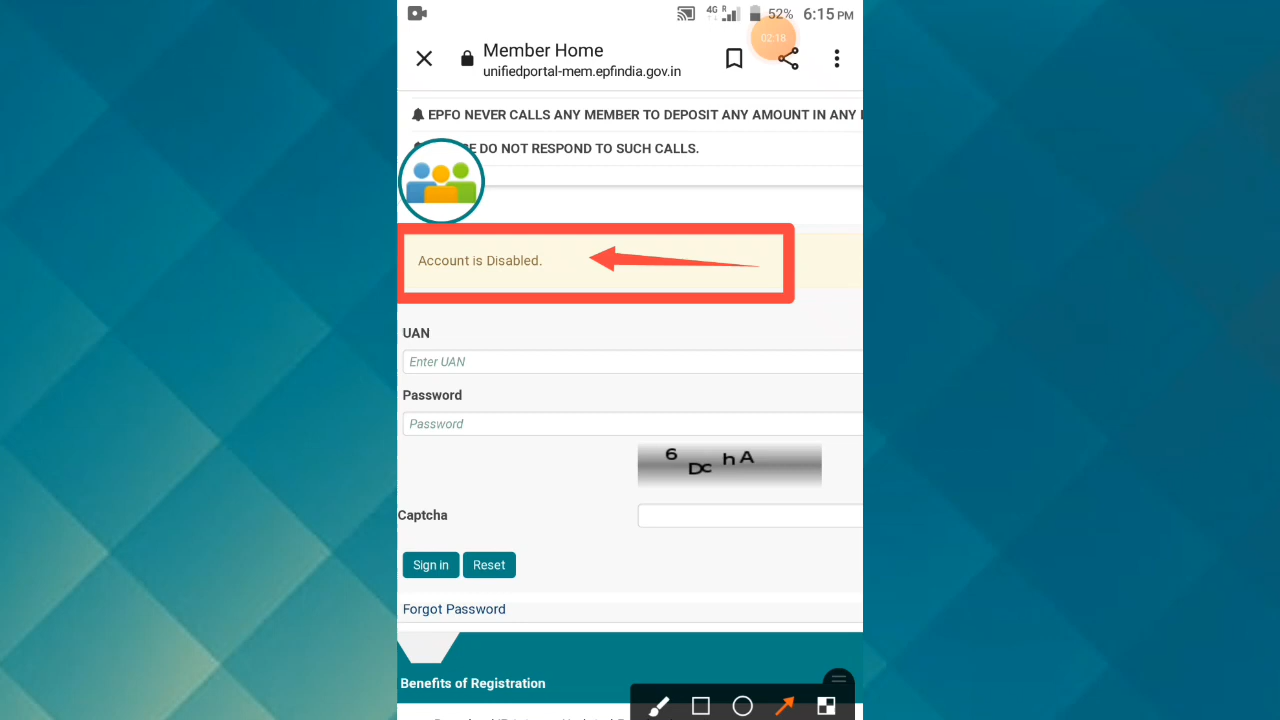 4G R 52% 6:15 PM
02:18
Member Home
unifiedportal-mem.epfindia.gov.in
EPFO NEVER CALLS ANY MEMBER TO DEPOSIT ANY AMOUNT IN ANY
DO NOT RESPOND TO SUCH CALLS.
Account is Disabled.
UAN
Enter UAN
Password
Password
6 Dc h A
Captcha
Sign in Reset
Forgot Password
Benefits of Registration